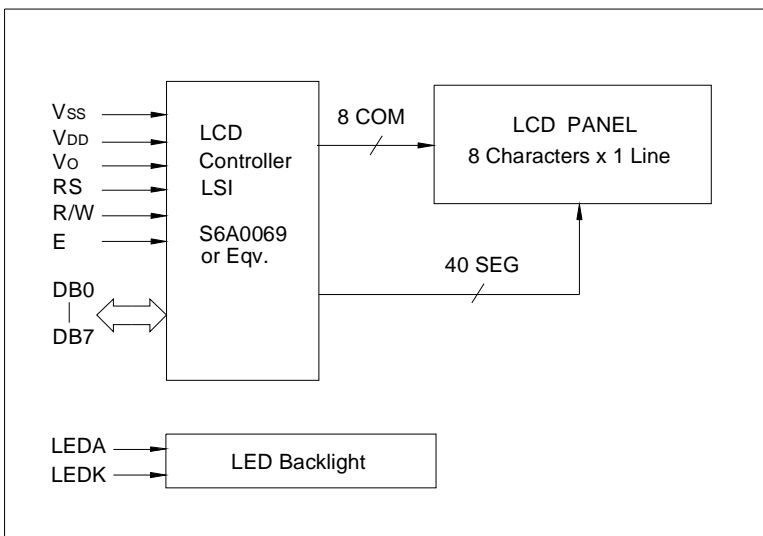 VSS
VDD
VO
RS
R/W
E
DB0
DB7
LCD
Controller
LSI
S6A0069
or Eqv.
8 COM
40 SEG
LCD PANEL
8 Characters x 1 Line
LEDA
LEDK
LED Backlight